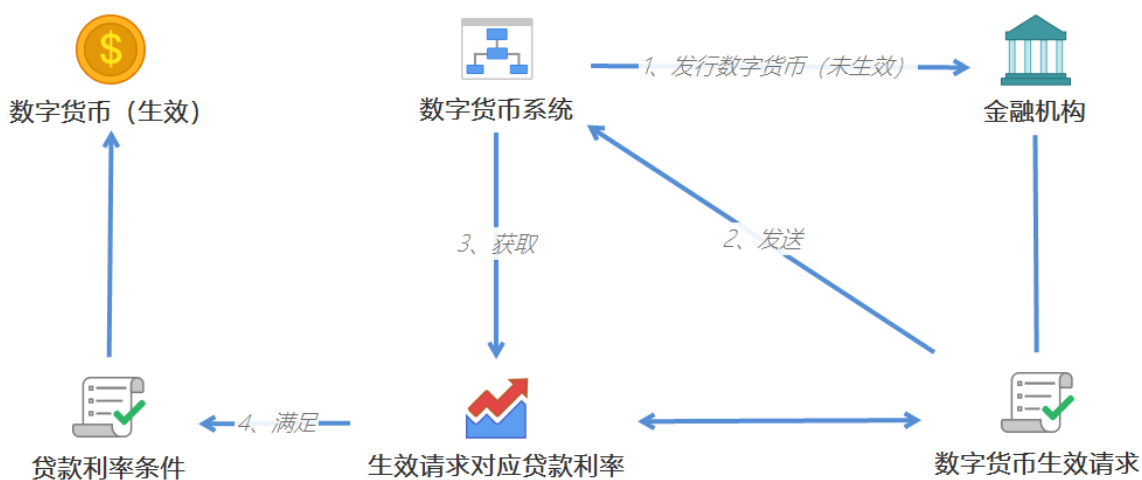 数字货币（生效）
数字货币系统
1、发行数字货币（未生效）
金融机构
3、获取
2、发送
贷款利率条件
4、满足
生效请求对应贷款利率
数字货币生效请求